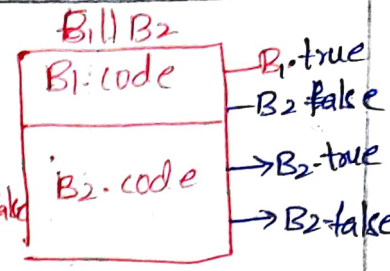 B₁ || B₂
B₁.code
B₁.true
B₂ false
B₂.code
B₂.true
B₂.false